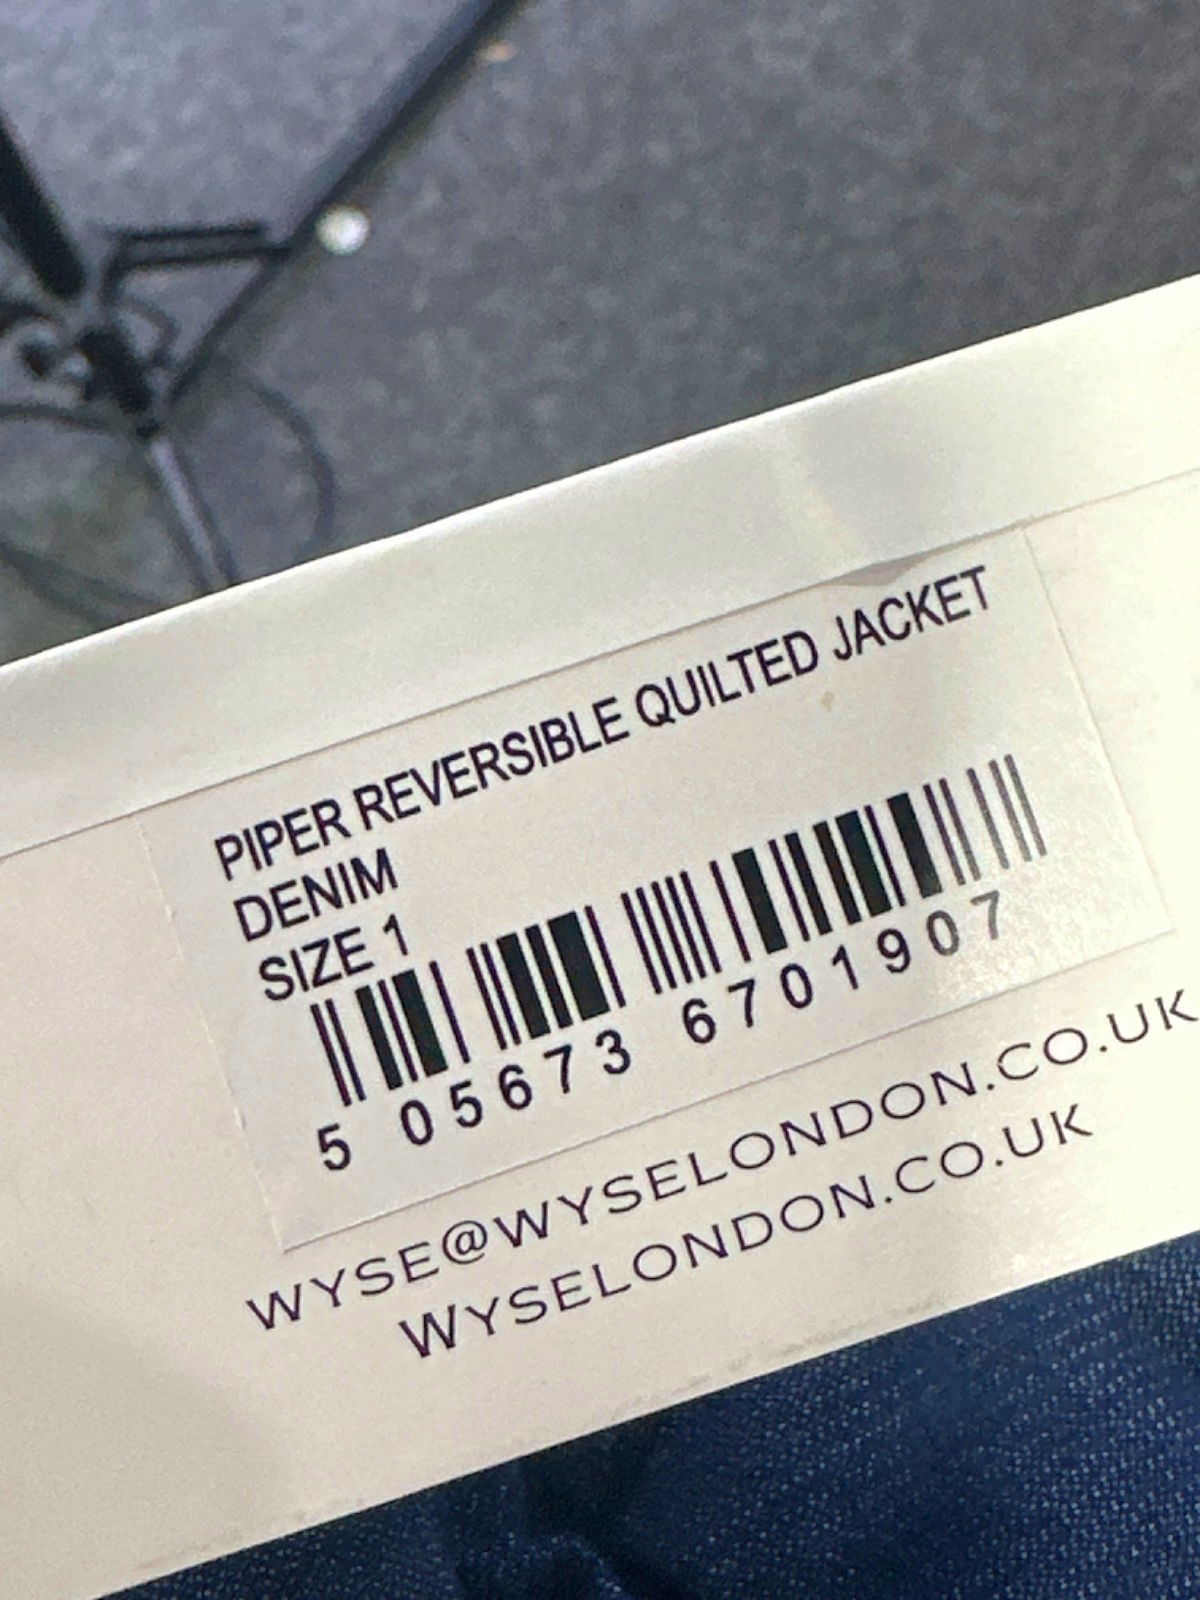 PIPER REVERSIBLE QUILTED JACKET
DENIM
SIZE 1
5 05673 6701907
WYSE@WYSELONDON.CO.UK
WYSELONDON.CO.UK